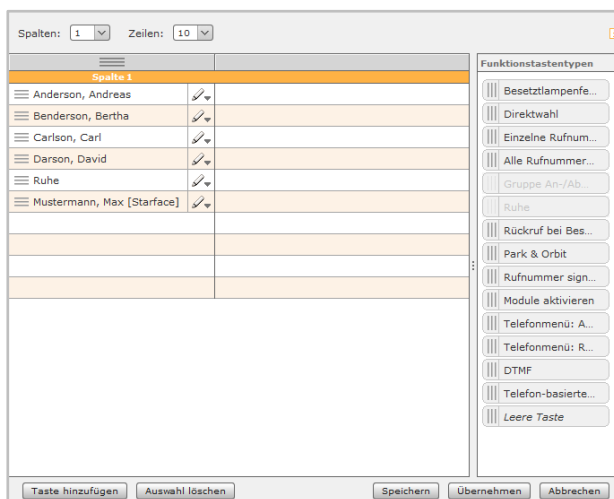 Spalten: 1 Zeilen: 10
Funktionstastentypen
Spalte 1
Anderson, Andreas
Benderson, Bertha
Carlson, Carl
Darson, David
Ruhe
Mustermann, Max [Starface]
Besetztlampenfe...
Direktwahl
Einzelne Rufnum...
Alle Rufnummer...
Gruppe An-/Ab...
Ruhe
Rückruf bei Bes...
Park & Orbit
Rufnummer sign...
Module aktivieren
Telefonmenü: A...
Telefonmenü: R...
DTMF
Telefon-basierte...
Leere Taste
Taste hinzufügen Auswahl löschen Speichern Übernehmen Abbrechen